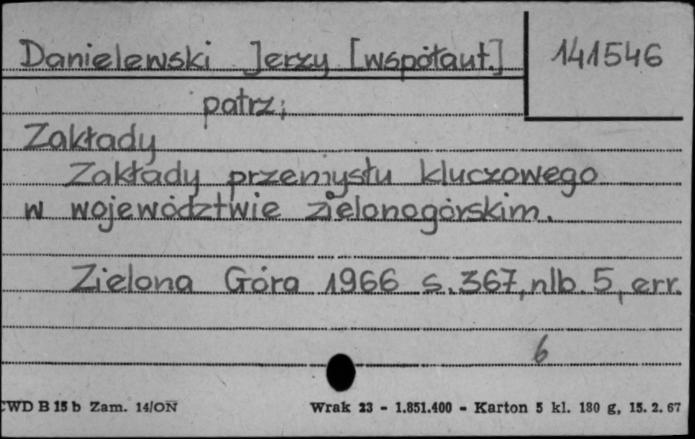 Danielewski Jerzy [współaut.] 141546
patrz:
Zakłady
Zakłady przemysłu kluczowego
w województwie zielonogórskim.
Zielona Góra 1966 s. 367, nlb. 5, err.
6
CWD B 15 b Zam. 14/ON Wrak 23 - 1.851.400 - Karton 5 kl. 180 g, 15. 2. 67